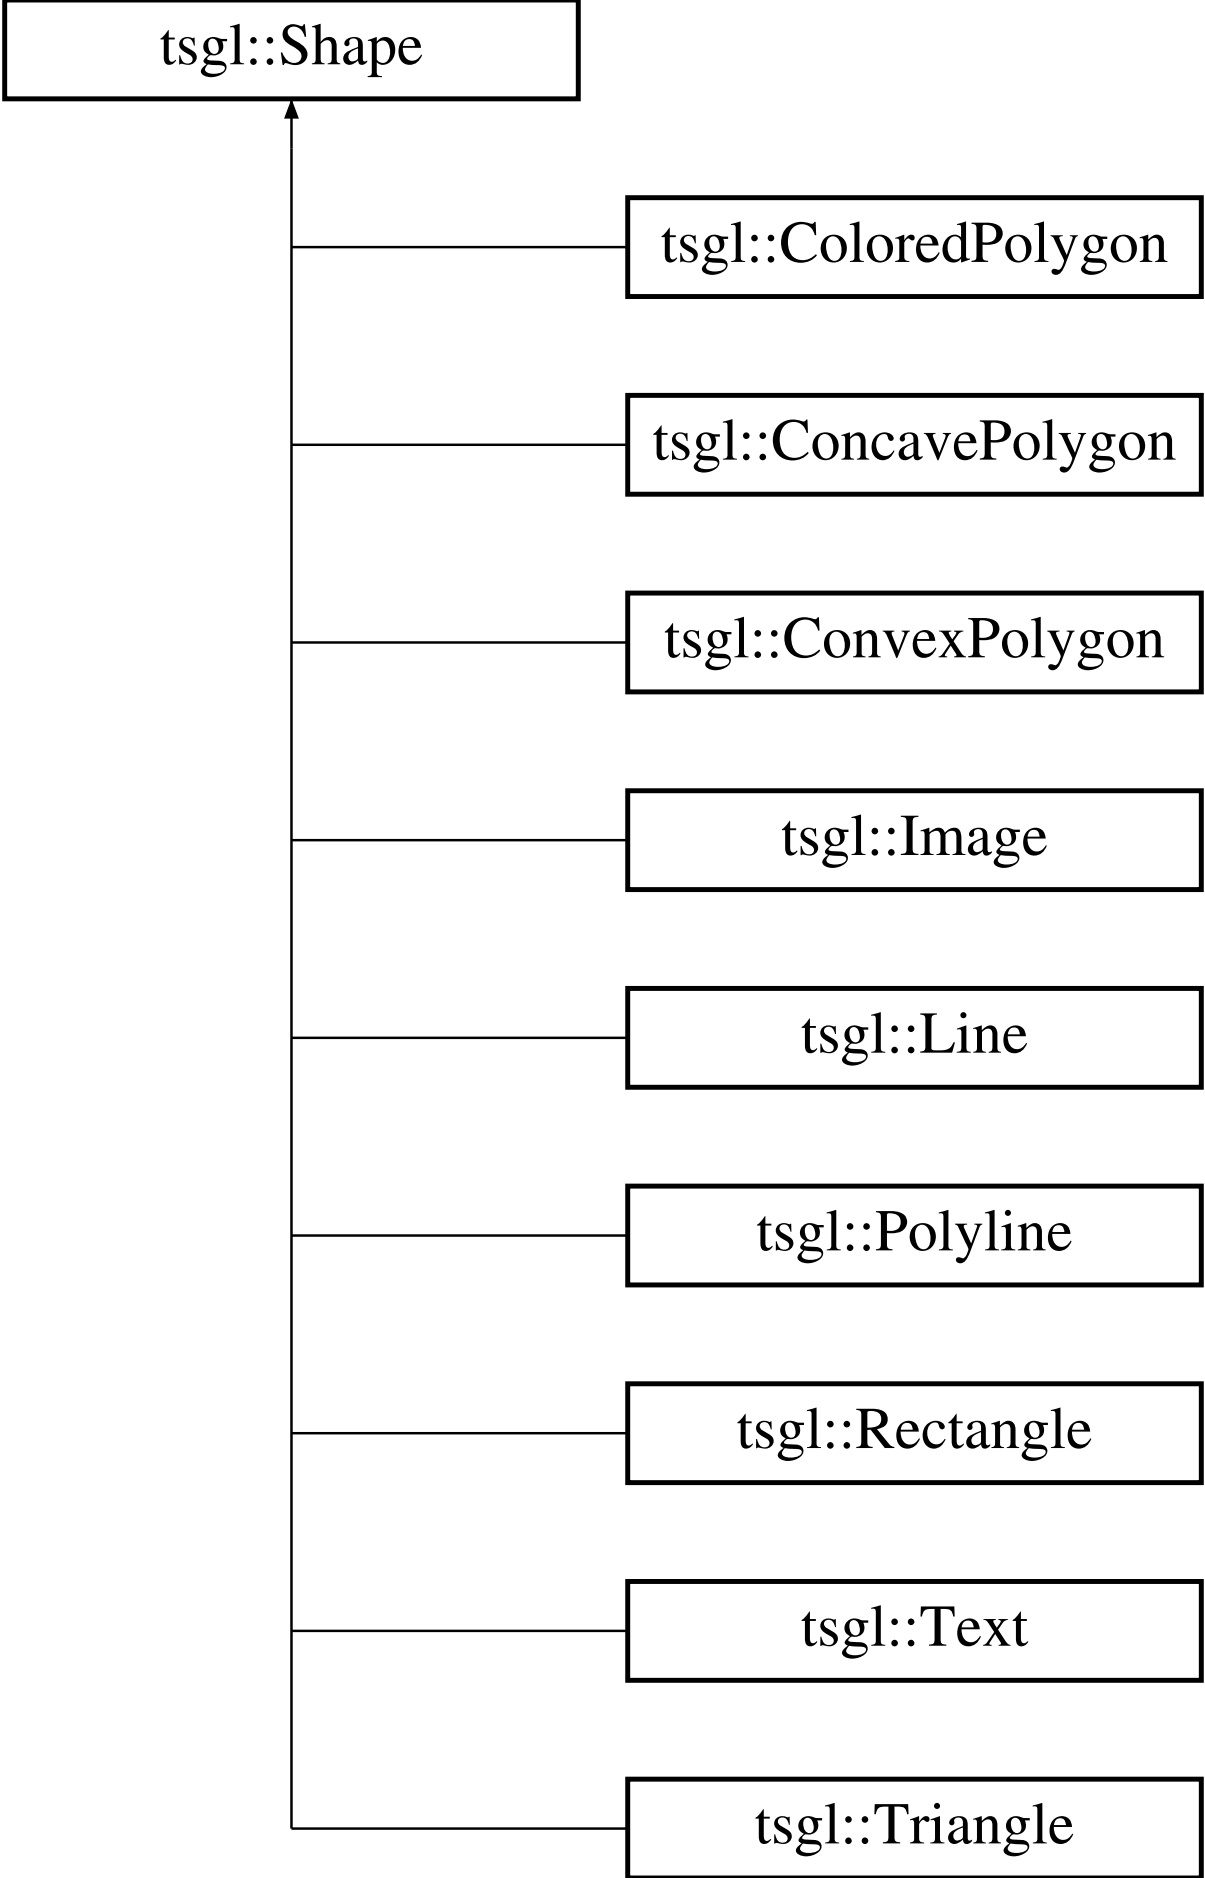 tsgl::Shape
tsgl::ColoredPolygon
tsgl::ConcavePolygon
tsgl::ConvexPolygon
tsgl::Image
tsgl::Line
tsgl::Polyline
tsgl::Rectangle
tsgl::Text
tsgl::Triangle